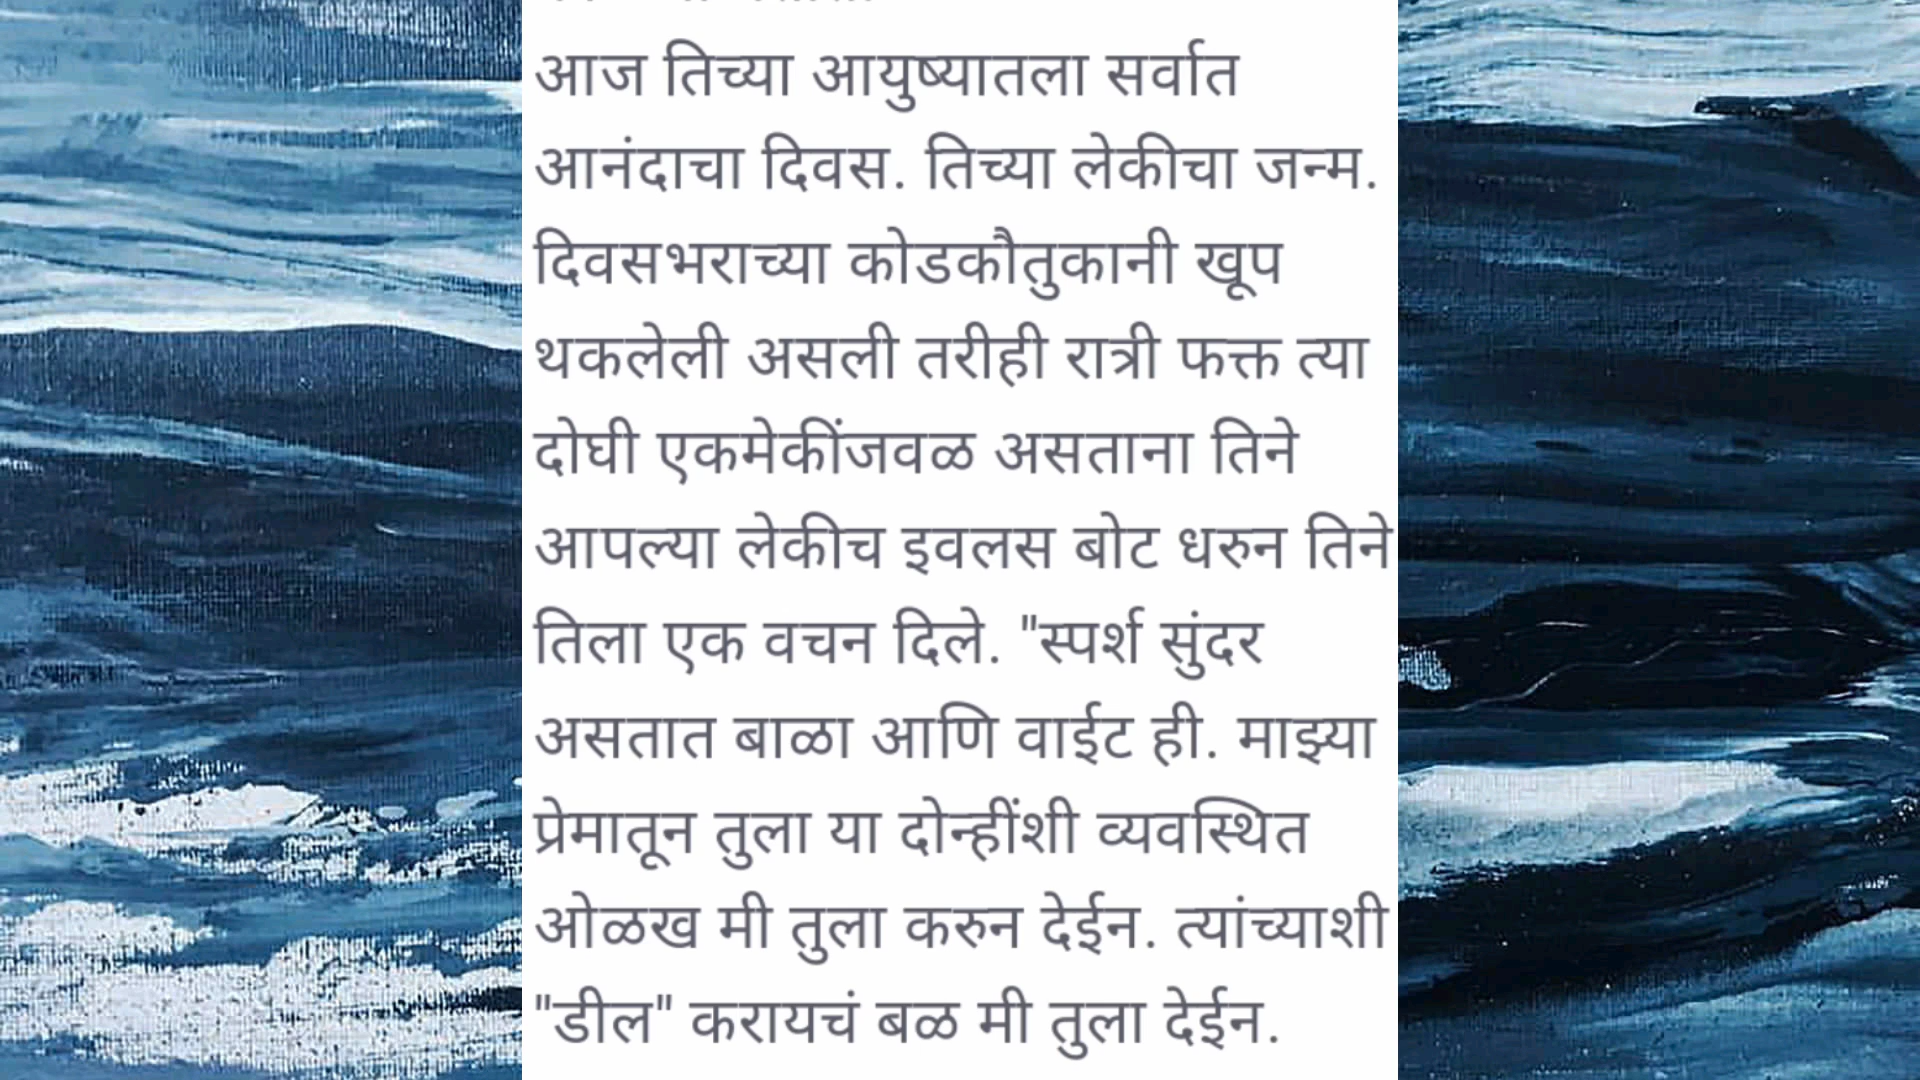 आज तिच्या आयुष्यातला सर्वात
आनंदाचा दिवस. तिच्या लेकीचा जन्म.
दिवसभराच्या कोडकौतुकानी खूप
थकलेली असली तरीही रात्री फक्त त्या
दोघी एकमेकींजवळ असताना तिने
आपल्या लेकीच इवलस बोट धरुन तिने
तिला एक वचन दिले. "स्पर्श सुंदर
असतात बाळा आणि वाईट ही. माझ्या
प्रेमातून तुला या दोन्हींशी व्यवस्थित
ओळख मी तुला करुन देईन. त्यांच्याशी
"डील" करायचं बळ मी तुला देईन.